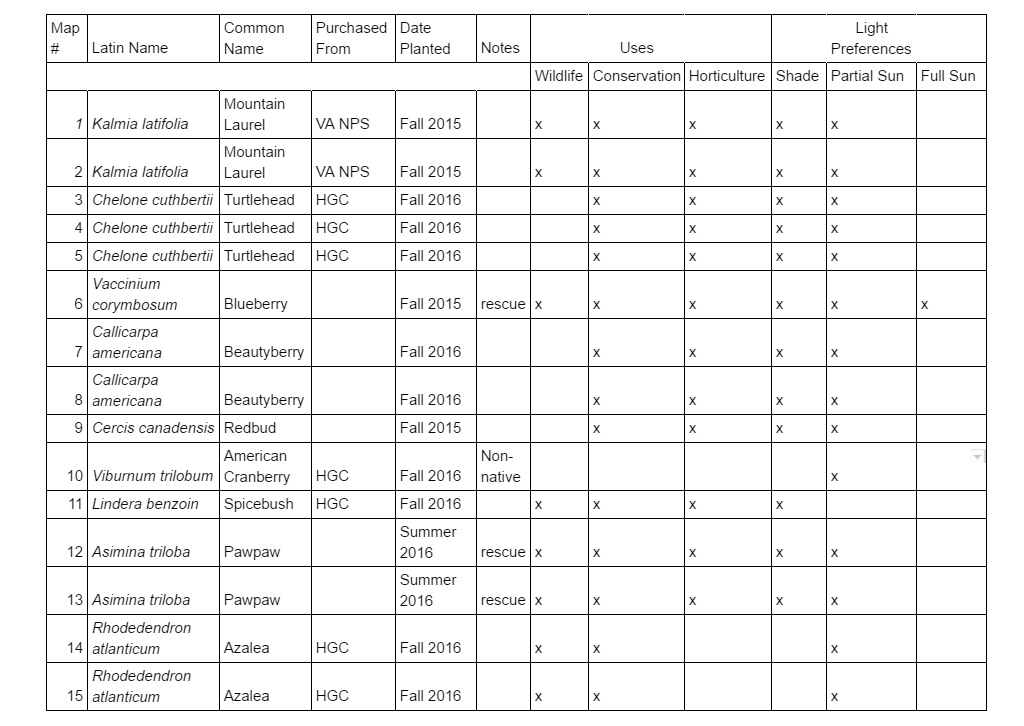 Map # Latin Name Common Name Purchased From Date Planted Notes Uses Light Preferences
Wildlife Conservation Horticulture Shade Partial Sun Full Sun
1 Kalmia latifolia Mountain Laurel VA NPS Fall 2015 x x x x x
2 Kalmia latifolia Mountain Laurel VA NPS Fall 2015 x x x x x
3 Chelone cuthbertii Turtlehead HGC Fall 2016 x x x x
4 Chelone cuthbertii Turtlehead HGC Fall 2016 x x x x
5 Chelone cuthbertii Turtlehead HGC Fall 2016 x x x x
6 Vaccinium corymbosum Blueberry Fall 2015 rescue x x x x x x
7 Callicarpa americana Beautyberry Fall 2016 x x x x
8 Callicarpa americana Beautyberry Fall 2016 x x x x
9 Cercis canadensis Redbud Fall 2015 x x x x
10 Viburnum trilobum American Cranberry HGC Fall 2016 Non-native x
11 Lindera benzoin Spicebush HGC Fall 2016 x x x x
12 Asimina triloba Pawpaw Summer 2016 rescue x x x x x
13 Asimina triloba Pawpaw Summer 2016 rescue x x x x x
14 Rhodedendron atlanticum Azalea HGC Fall 2016 x x x
15 Rhodedendron atlanticum Azalea HGC Fall 2016 x x x